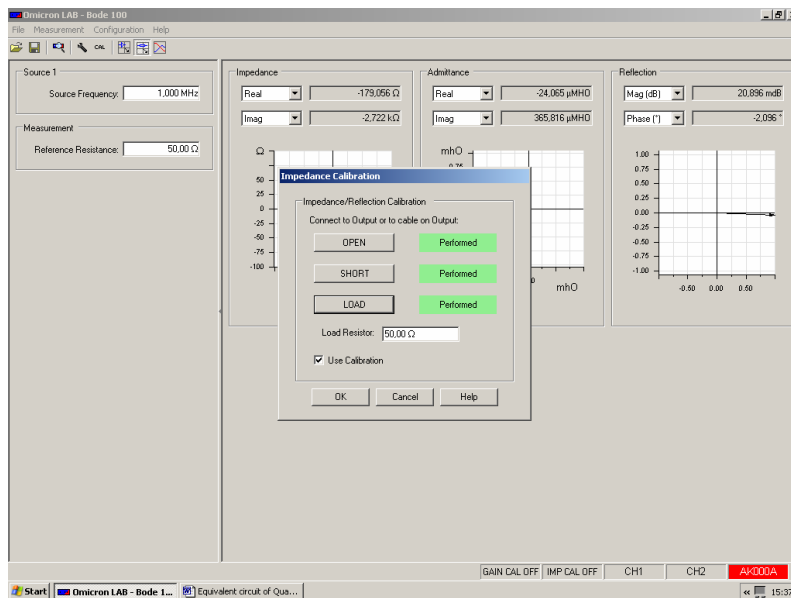 Omicron LAB - Bode 100
File Measurement Configuration Help
CAL
Source 1
Source Frequency: 1,000 MHz
Measurement
Reference Resistance: 50,00 Ω
Impedance
Real -179,056 Ω
Imag -2,722 kΩ
Ω
50
25
0
-25
-50
-75
-100
Admittance
Real -24,065 µMHO
Imag 365,816 µMHO
mhO
mhO
Reflection
Mag (dB) 20,896 mdB
Phase (°) -2,096 °
1.00
0.75
0.50
0.25
0.00
-0.25
-0.50
-0.75
-1.00
-0.50 0.00 0.50
Impedance Calibration
Impedance/Reflection Calibration
Connect to Output or to cable on Output:
OPEN Performed
SHORT Performed
LOAD Performed
Load Resistor: 50,00 Ω
Use Calibration
OK Cancel Help
GAIN CAL OFF IMP CAL OFF CH1 CH2 AK000A
Start Omicron LAB - Bode 1... Equivalent circuit of Qua... « 15:37